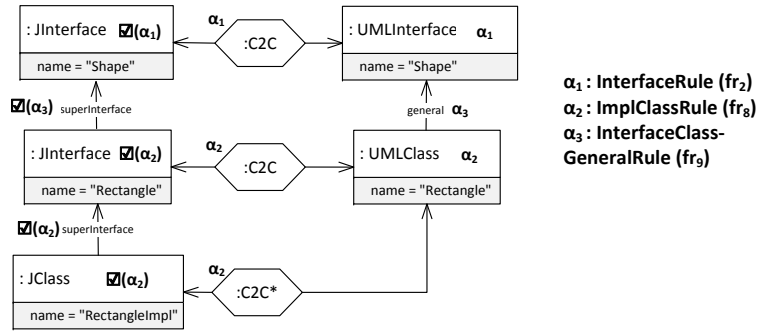 α₁
: JInterface ☑(α₁)
:C2C
: UMLInterface α₁
name = "Shape"
name = "Shape"
α₁ : InterfaceRule (fr₂)
α₂ : ImplClassRule (fr₈)
α₃ : InterfaceClass-
GeneralRule (fr₉)
☑(α₃) superInterface
general α₃
α₂
: JInterface ☑(α₂)
:C2C
: UMLClass α₂
name = "Rectangle"
name = "Rectangle"
☑(α₂) superInterface
α₂
: JClass ☑(α₂)
:C2C*
name = "RectangleImpl"